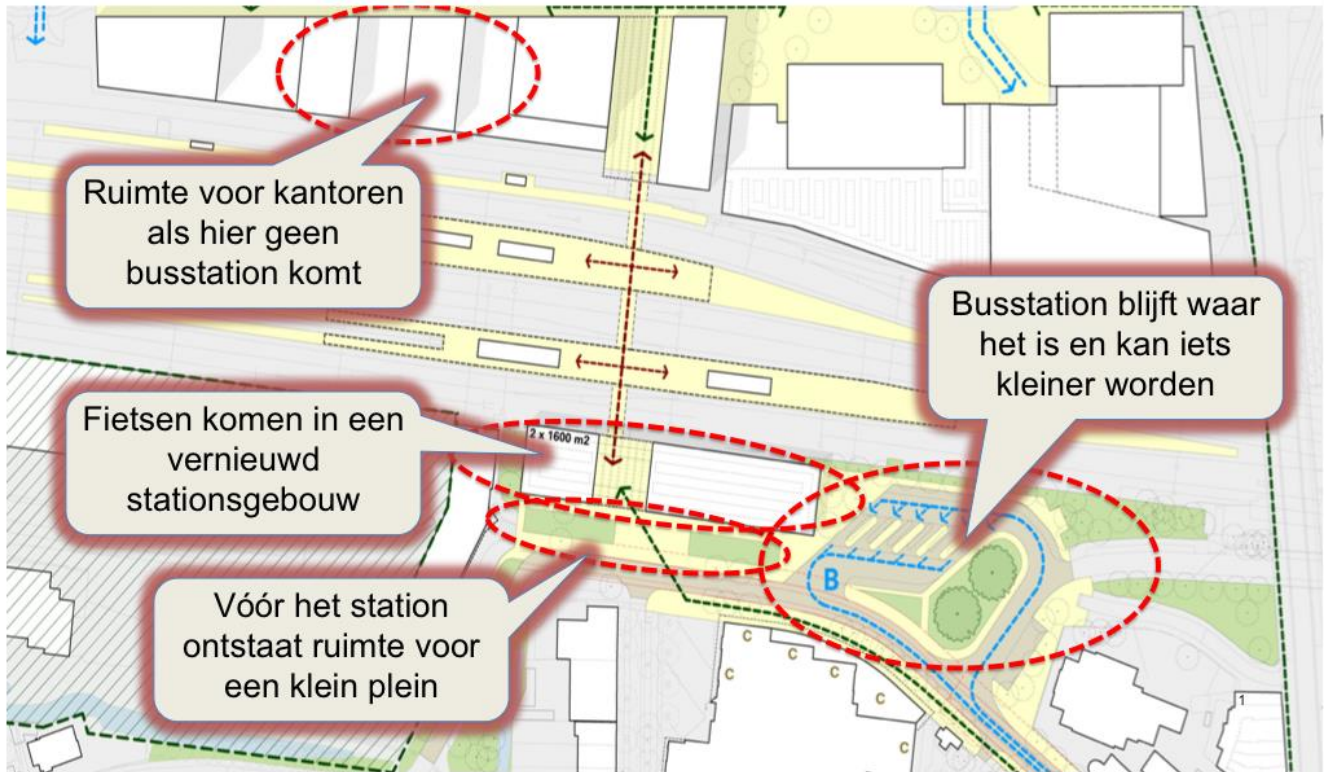 Ruimte voor kantoren
als hier geen
busstation komt
Busstation blijft waar
het is en kan iets
kleiner worden
Fietsen komen in een
vernieuwd
stationsgebouw
2 x 1600 m2
Vóór het station
ontstaat ruimte voor
een klein plein
B
C
C
C
C
C
C
1